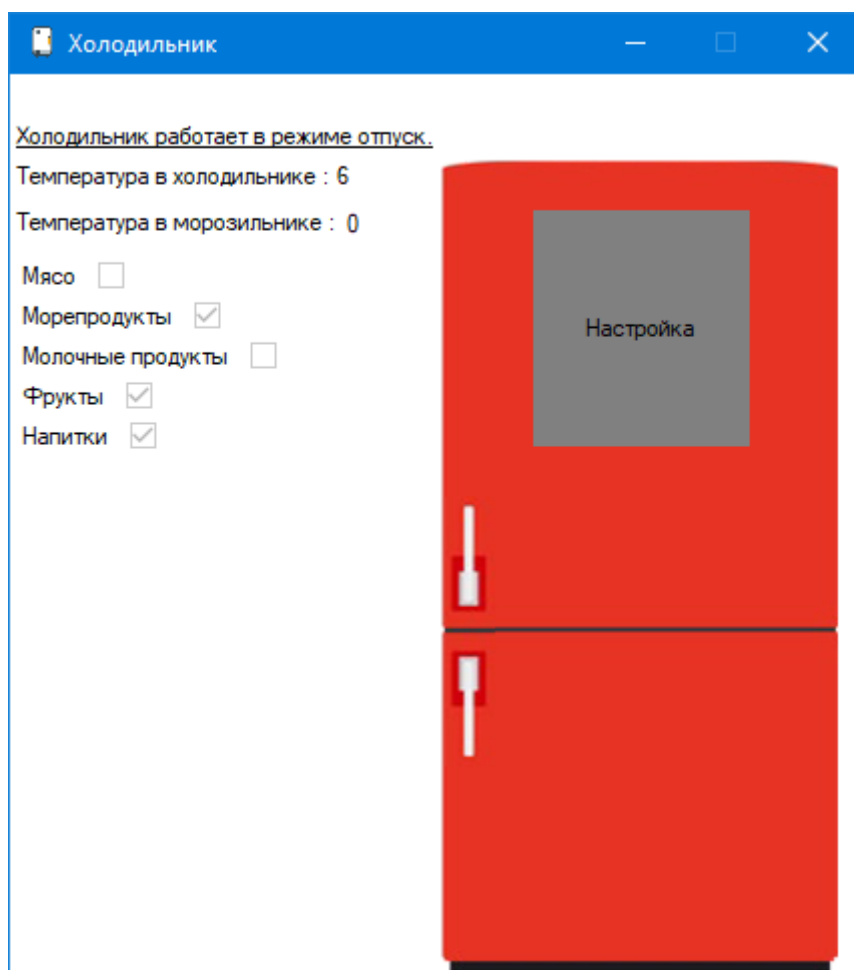 Холодильник
Холодильник работает в режиме отпуск.
Температура в холодильнике : 6
Температура в морозильнике : 0
Мясо
Морепродукты
Молочные продукты
Фрукты
Напитки
Настройка